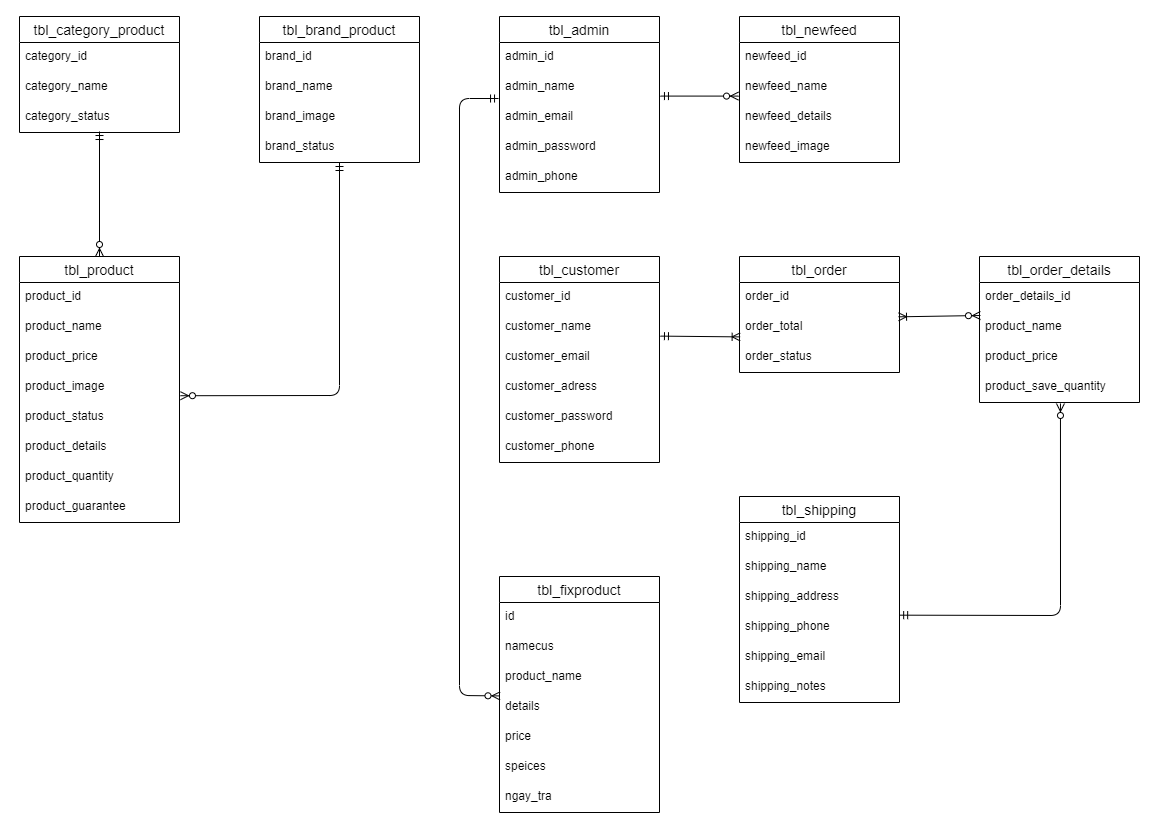 tbl_category_product
category_id
category_name
category_status
tbl_brand_product
brand_id
brand_name
brand_image
brand_status
tbl_admin
admin_id
admin_name
admin_email
admin_password
admin_phone
tbl_newfeed
newfeed_id
newfeed_name
newfeed_details
newfeed_image
tbl_product
product_id
product_name
product_price
product_image
product_status
product_details
product_quantity
product_guarantee
tbl_customer
customer_id
customer_name
customer_email
customer_adress
customer_password
customer_phone
tbl_order
order_id
order_total
order_status
tbl_order_details
order_details_id
product_name
product_price
product_save_quantity
tbl_shipping
shipping_id
shipping_name
shipping_address
shipping_phone
shipping_email
shipping_notes
tbl_fixproduct
id
namecus
product_name
details
price
speices
ngay_tra